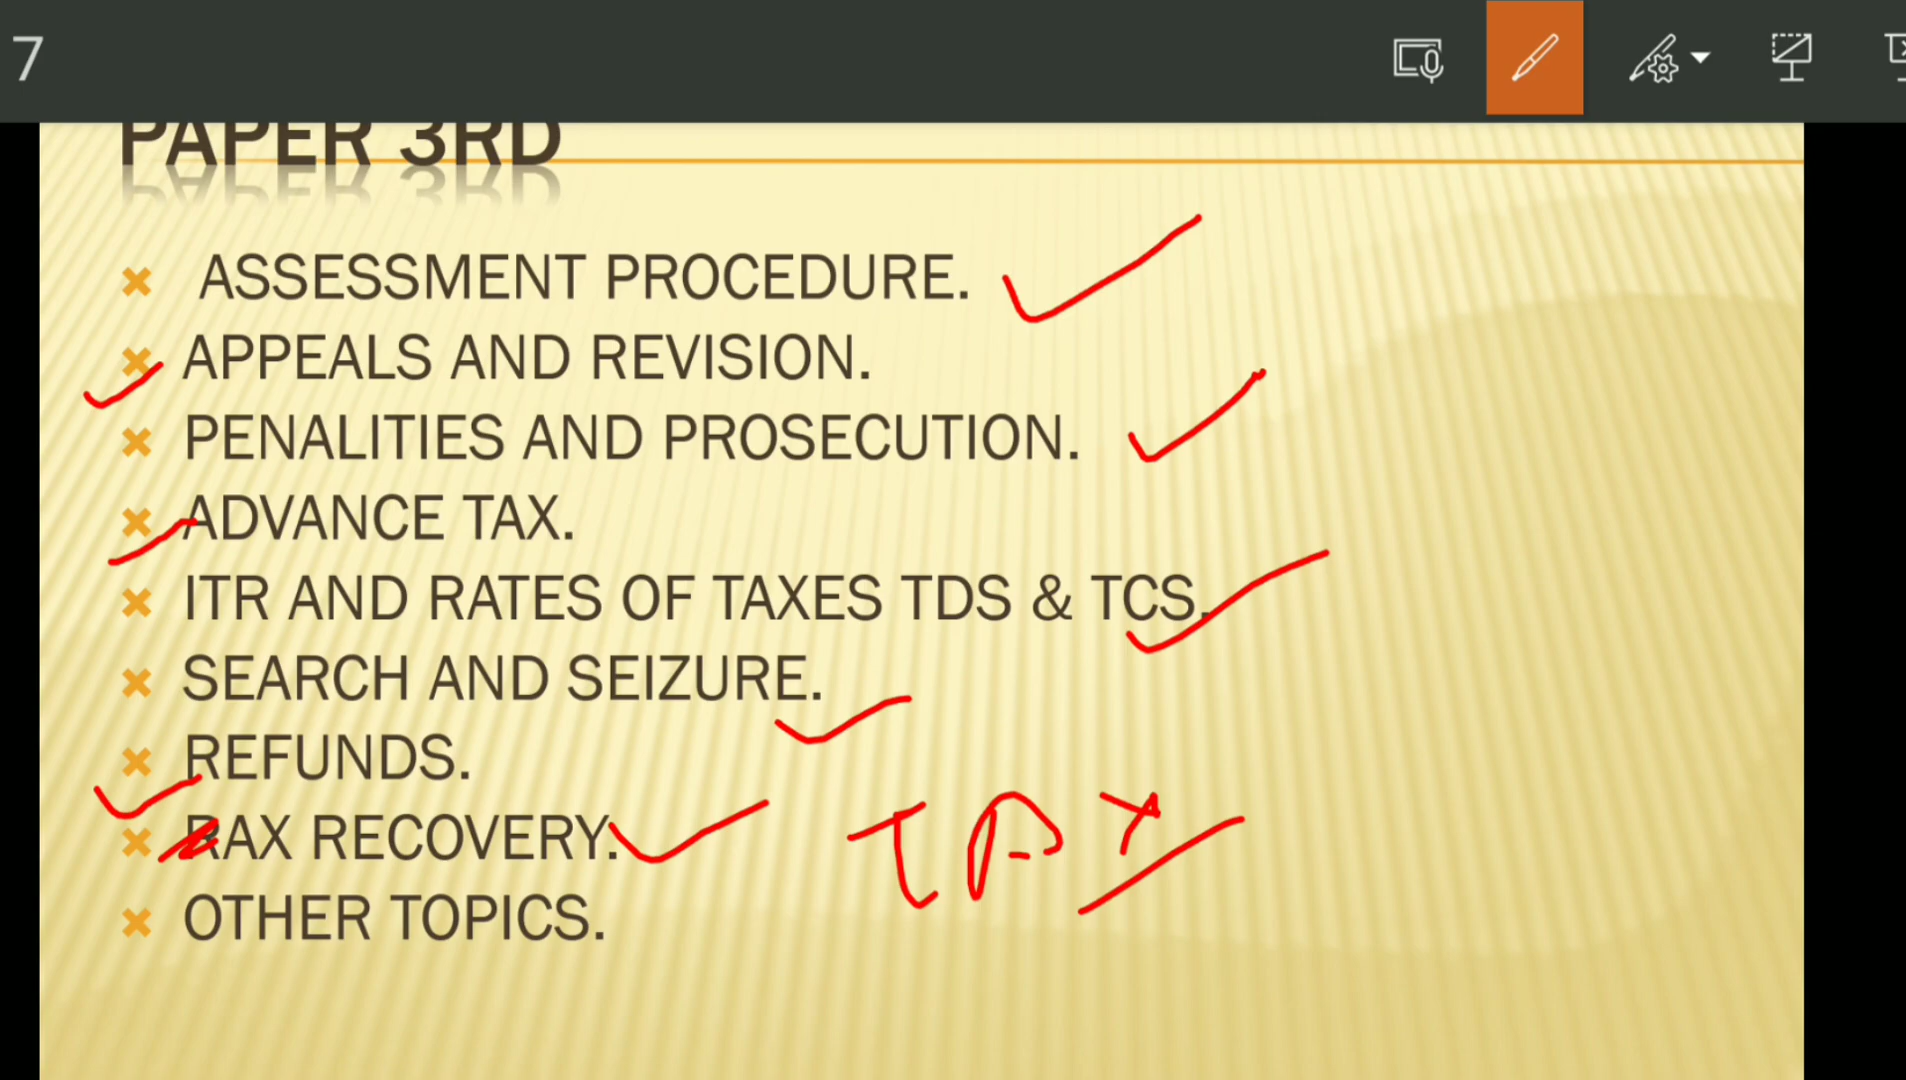 7
PAPER 3RD
ASSESSMENT PROCEDURE.
APPEALS AND REVISION.
PENALITIES AND PROSECUTION.
ADVANCE TAX.
ITR AND RATES OF TAXES TDS & TCS.
SEARCH AND SEIZURE.
REFUNDS.
RAX RECOVERY. TAX
OTHER TOPICS.